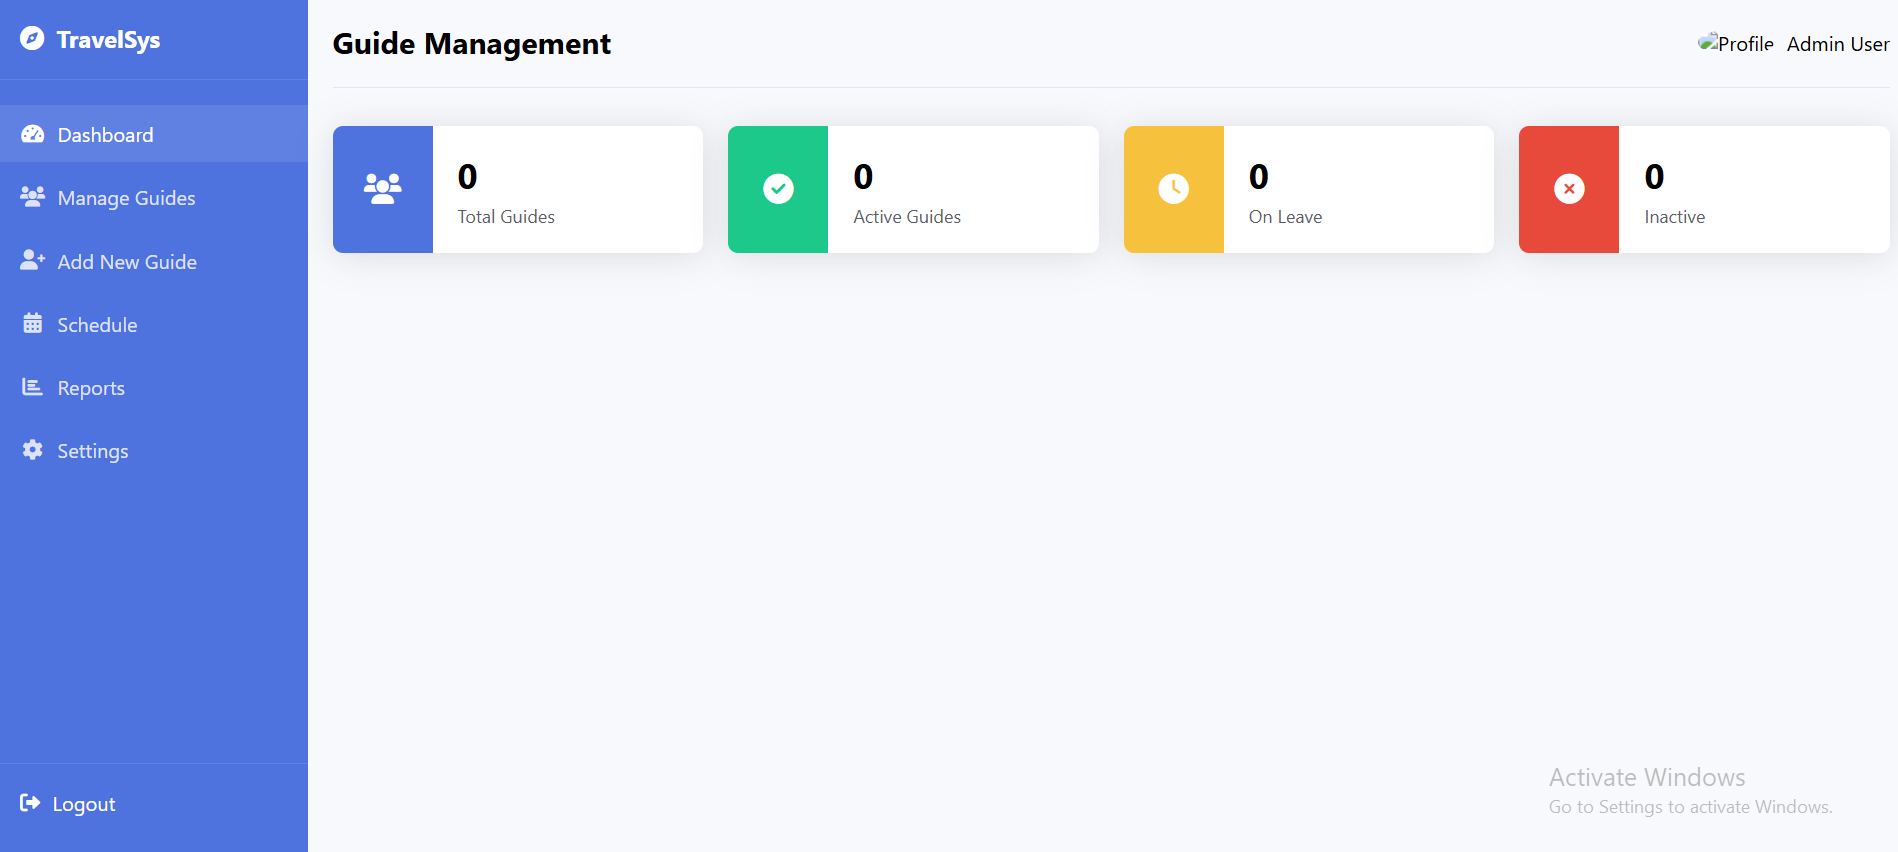 TravelSys
Dashboard
Manage Guides
Add New Guide
Schedule
Reports
Settings
Logout
Guide Management
Profile
Admin User
0
Total Guides
0
Active Guides
0
On Leave
0
Inactive
Activate Windows
Go to Settings to activate Windows.